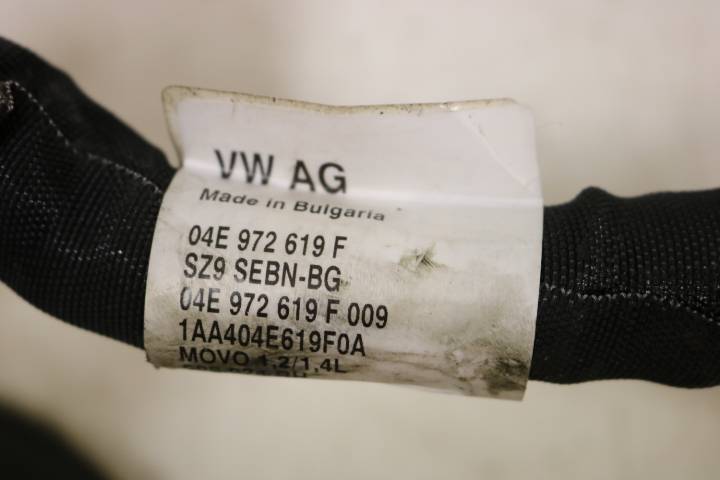 VW AG
Made in Bulgaria
04E 972 619 F
SZ9 SEBN-BG
04E 972 619 F 009
1AA404E619F0A
MOVO 1,2/1,4L